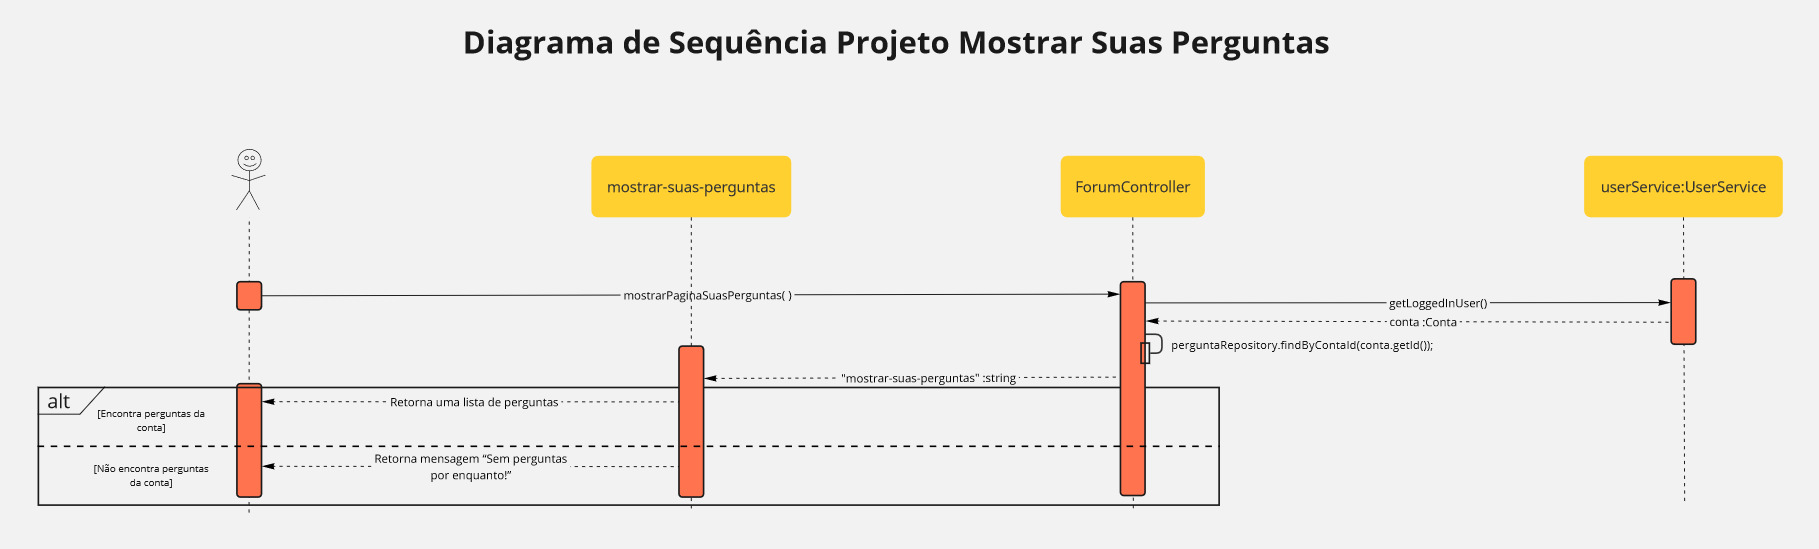 Diagrama de Sequência Projeto Mostrar Suas Perguntas
mostrar-suas-perguntas
ForumController
userService:UserService
mostrarPaginaSuasPerguntas( )
getLoggedInUser()
conta :Conta
perguntaRepository.findByContaId(conta.getId());
"mostrar-suas-perguntas" :string
alt
Retorna uma lista de perguntas
[Encontra perguntas da
conta]
Retorna mensagem “Sem perguntas
por enquanto!”
[Não encontra perguntas
da conta]